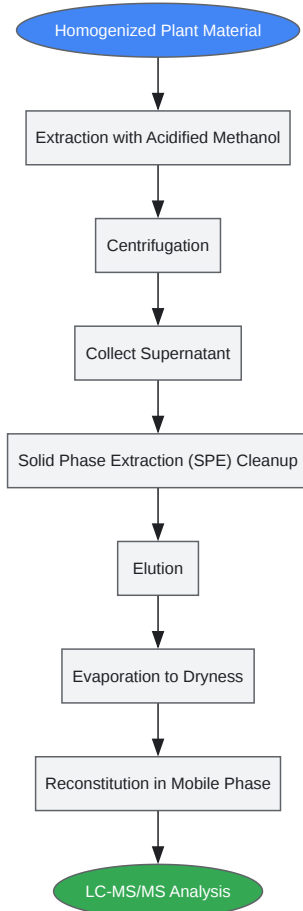 Homogenized Plant Material
Extraction with Acidified Methanol
Centrifugation
Collect Supernatant
Solid Phase Extraction (SPE) Cleanup
Elution
Evaporation to Dryness
Reconstitution in Mobile Phase
LC-MS/MS Analysis